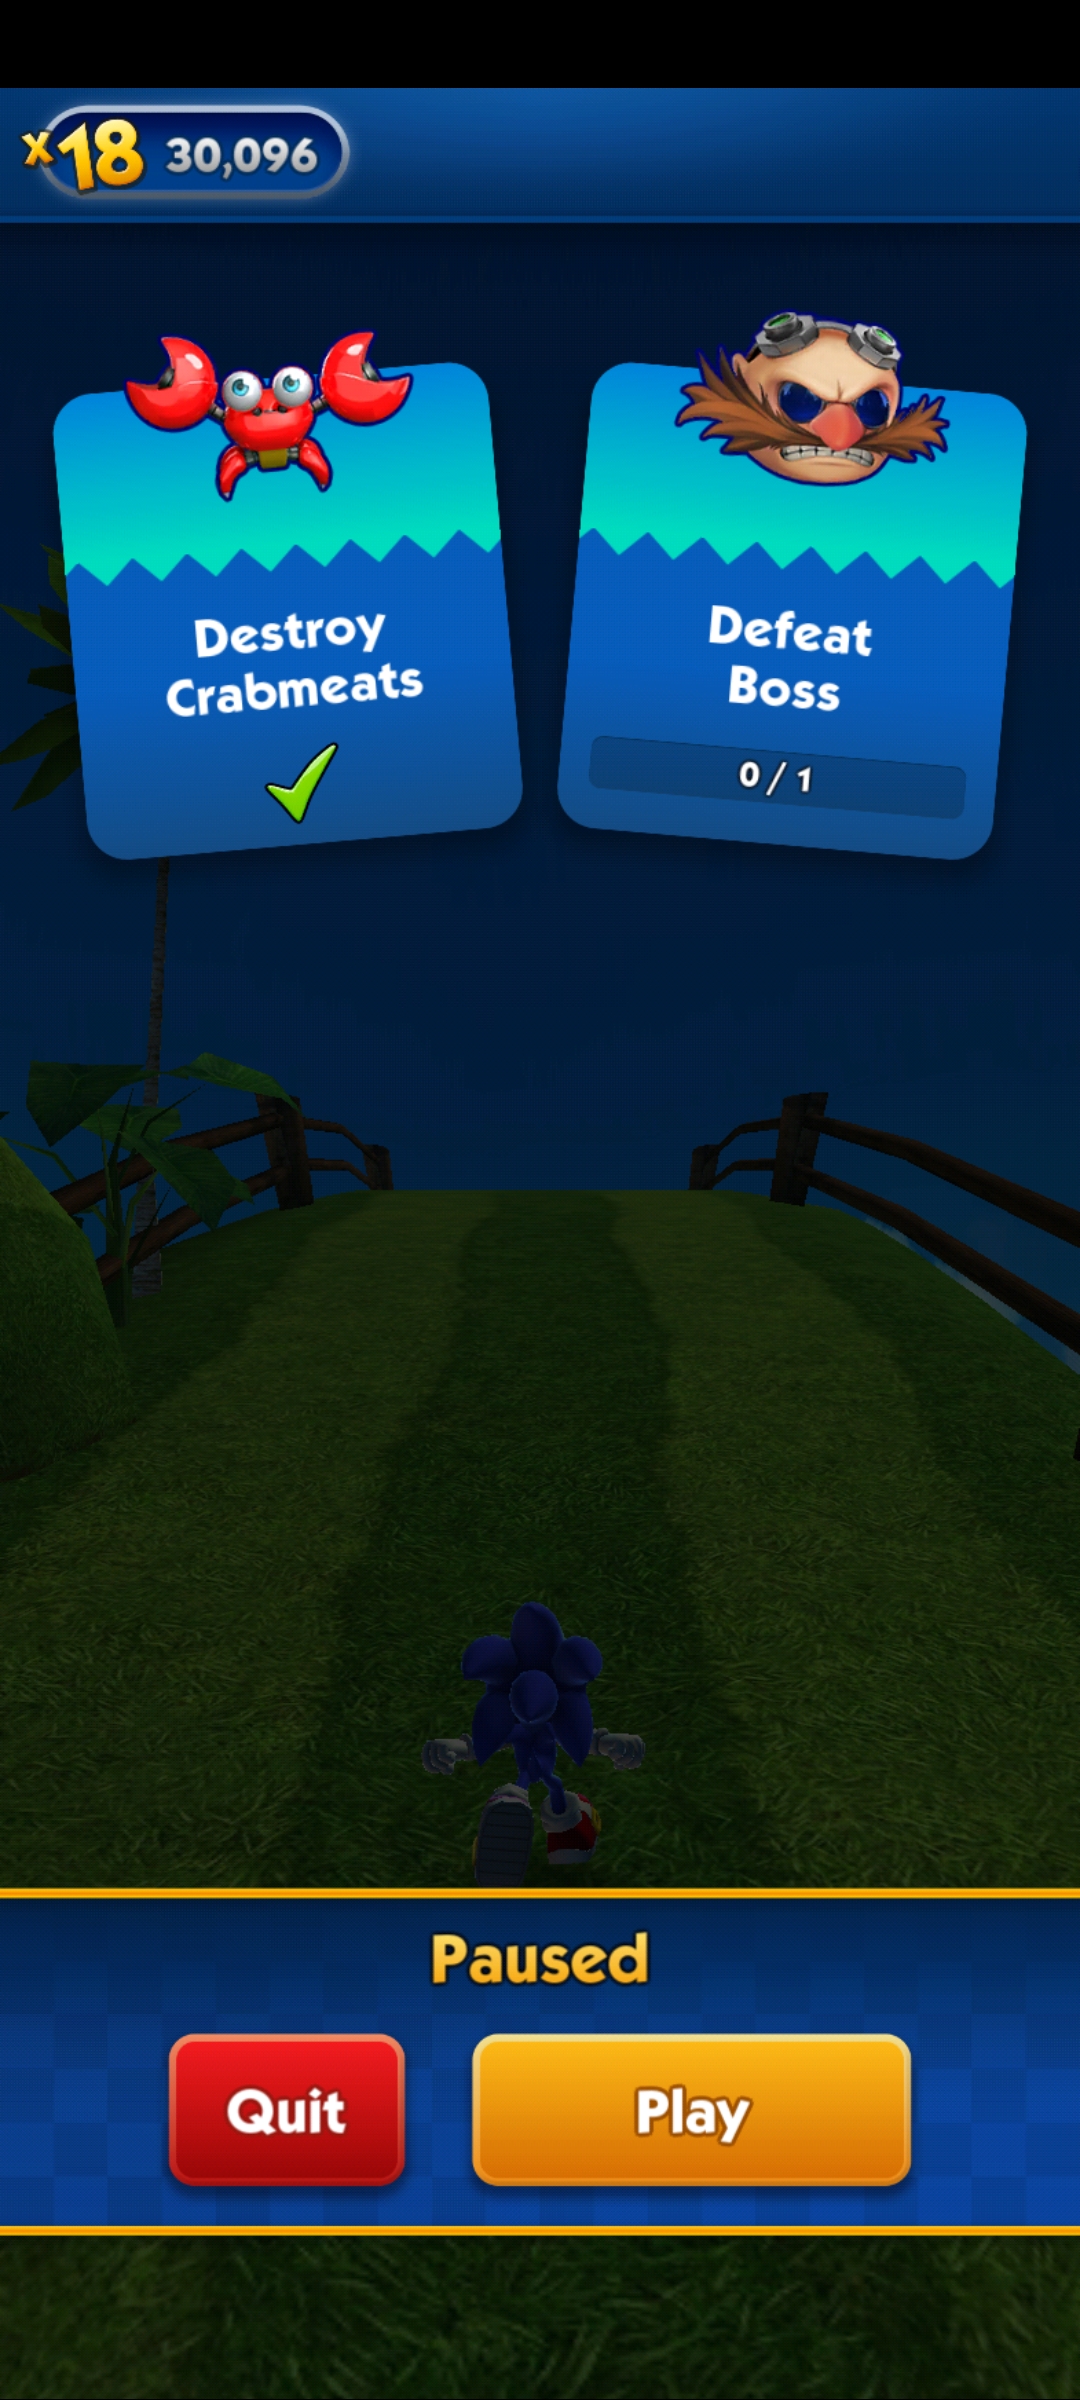 x18 30,096
Destroy
Crabmeats
Defeat
Boss
0 / 1
Paused
Quit
Play